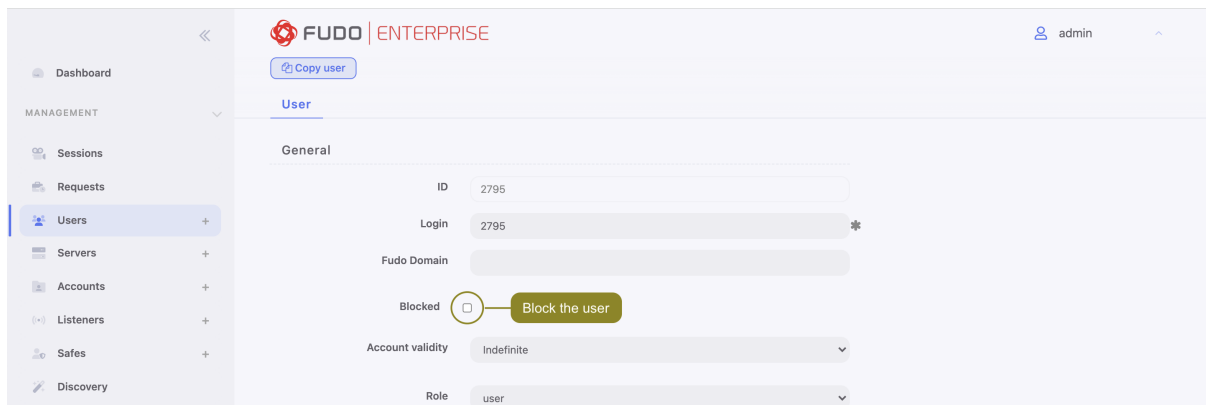 FUDO ENTERPRISE
admin
Copy user
Dashboard
User
MANAGEMENT
Sessions
General
Requests
ID
2795
Users +
Login
2795
✱
Servers +
Fudo Domain
Accounts +
Blocked
Block the user
Listeners +
Account validity
Indefinite
Safes +
Discovery
Role
user